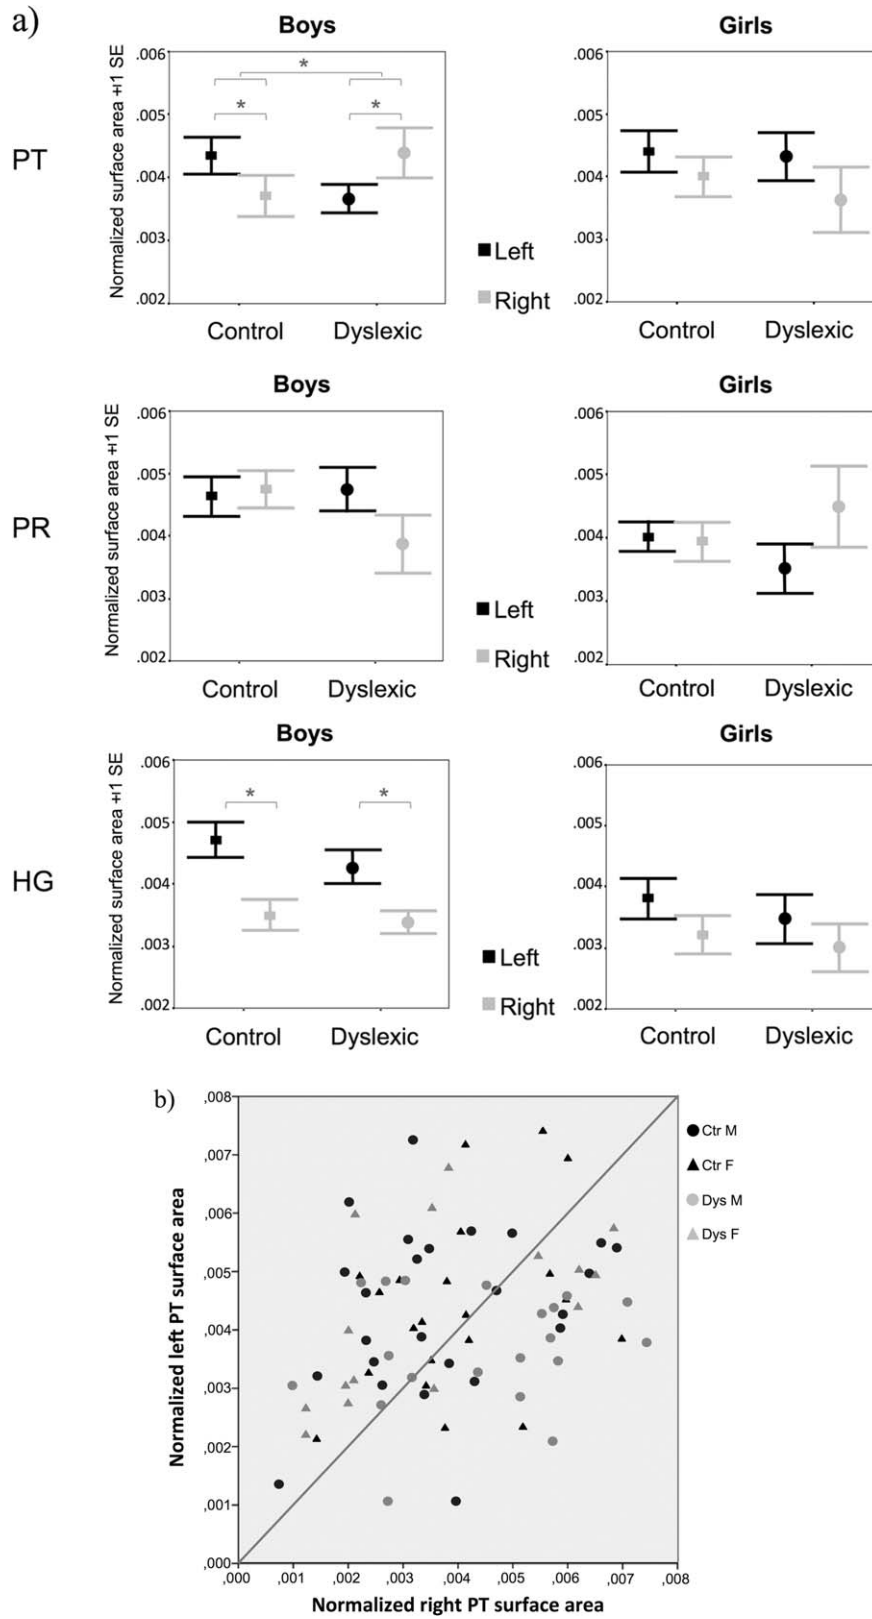 a)
Boys
Girls
PT
Normalized surface area +I1 SE
.006
.005
.004
.003
.002
*
*
*
Control
Dyslexic
Left
Right
.006
.005
.004
.003
.002
Control
Dyslexic
Boys
Girls
PR
Normalized surface area +I1 SE
.006
.005
.004
.003
.002
Control
Dyslexic
Left
Right
.006
.005
.004
.003
.002
Control
Dyslexic
Boys
Girls
HG
Normalized surface area +I1 SE
.006
.005
.004
.003
.002
*
*
Control
Dyslexic
Left
Right
.006
.005
.004
.003
.002
Control
Dyslexic
b)
Normalized left PT surface area
,008
,007
,006
,005
,004
,003
,002
,001
,000
,000 ,001 ,002 ,003 ,004 ,005 ,006 ,007 ,008
Normalized right PT surface area
Ctr M
Ctr F
Dys M
Dys F